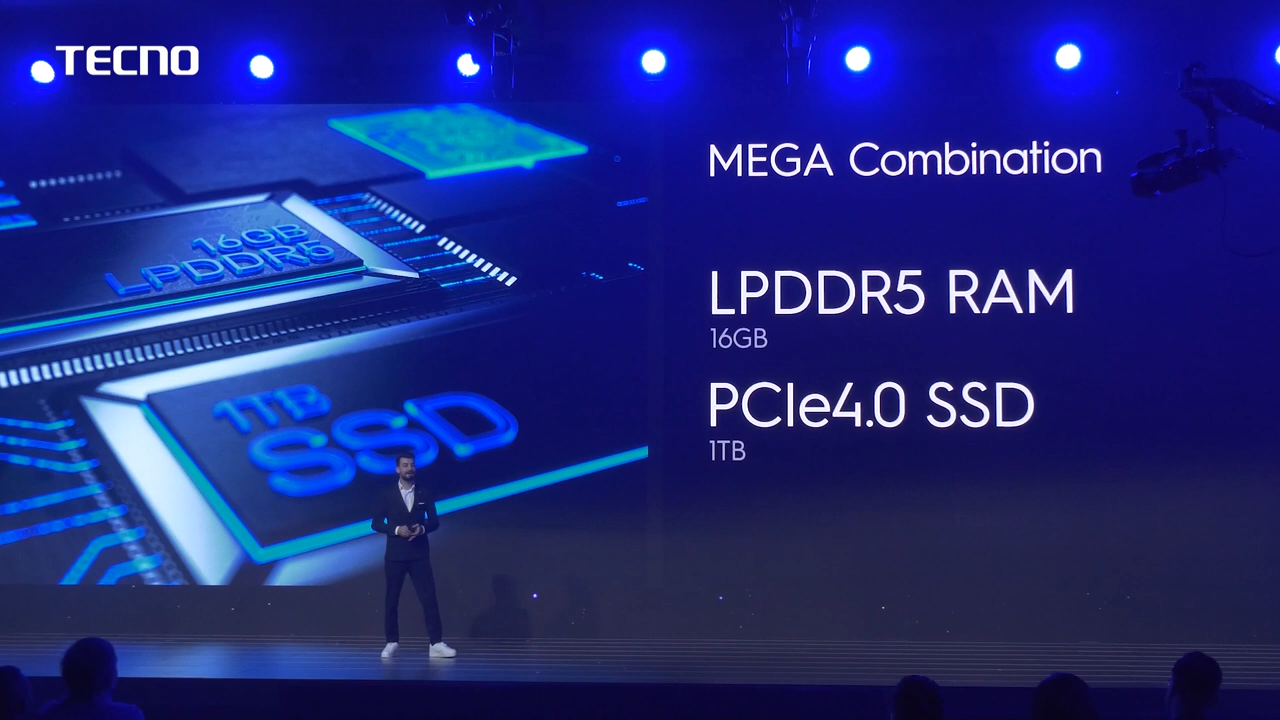 TECNO
MEGA Combination
16GB
LPDDR5
LPDDR5 RAM
16GB
1TB
SSD
PCIe4.0 SSD
1TB